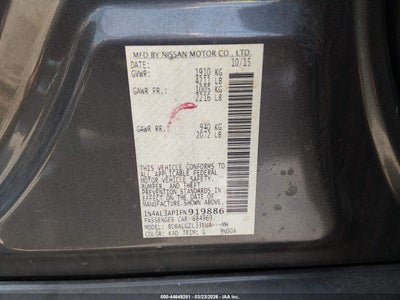 MFD BY NISSAN MOTOR CO., LTD.
10/15
GVWR: 1910 KG
4211 LB
GAWR FR.: 1005 KG
2216 LB
GAWR RR.: 940 KG
2072 LB
THIS VEHICLE CONFORMS TO
ALL APPLICABLE FEDERAL
MOTOR VEHICLE SAFETY,
BUMPER, AND THEFT
PREVENTION STANDARDS IN
EFFECT ON THE DATE OF
MANUFACTURE SHOWN ABOVE.
1N4AL3AP1FN919886
PASSENGER CAR
COLOR: KAD TRIM: G
000-44649281 - 03/23/2026 - IAA